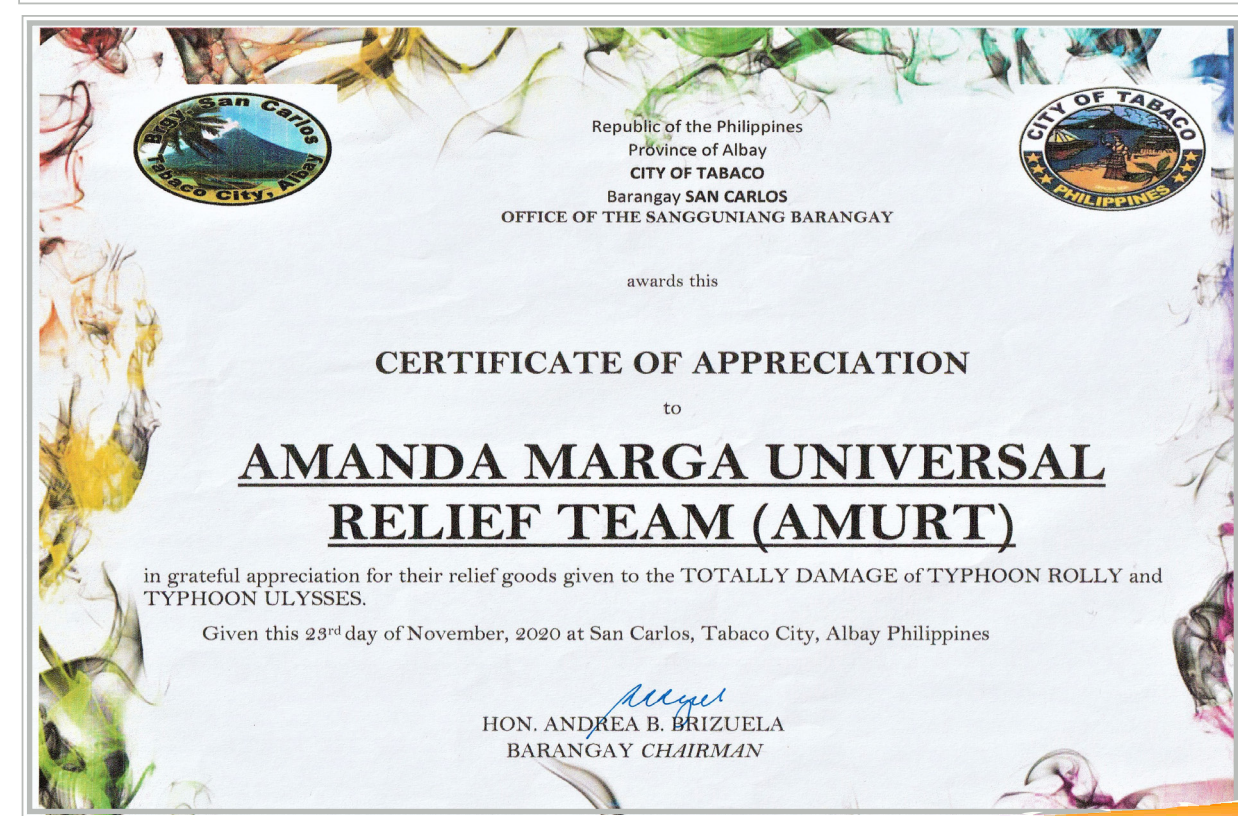 Brgy. San Carlos
Tabaco City, Albay
CITY OF TABACO
PHILIPPINES
Republic of the Philippines
Province of Albay
CITY OF TABACO
Barangay SAN CARLOS
OFFICE OF THE SANGGUNIANG BARANGAY
awards this
CERTIFICATE OF APPRECIATION
to
AMANDA MARGA UNIVERSAL
RELIEF TEAM (AMURT)
in grateful appreciation for their relief goods given to the TOTALLY DAMAGE of TYPHOON ROLLY and
TYPHOON ULYSSES.
Given this 23rd day of November, 2020 at San Carlos, Tabaco City, Albay Philippines
HON. ANDREA B. BRIZUELA
BARANGAY CHAIRMAN